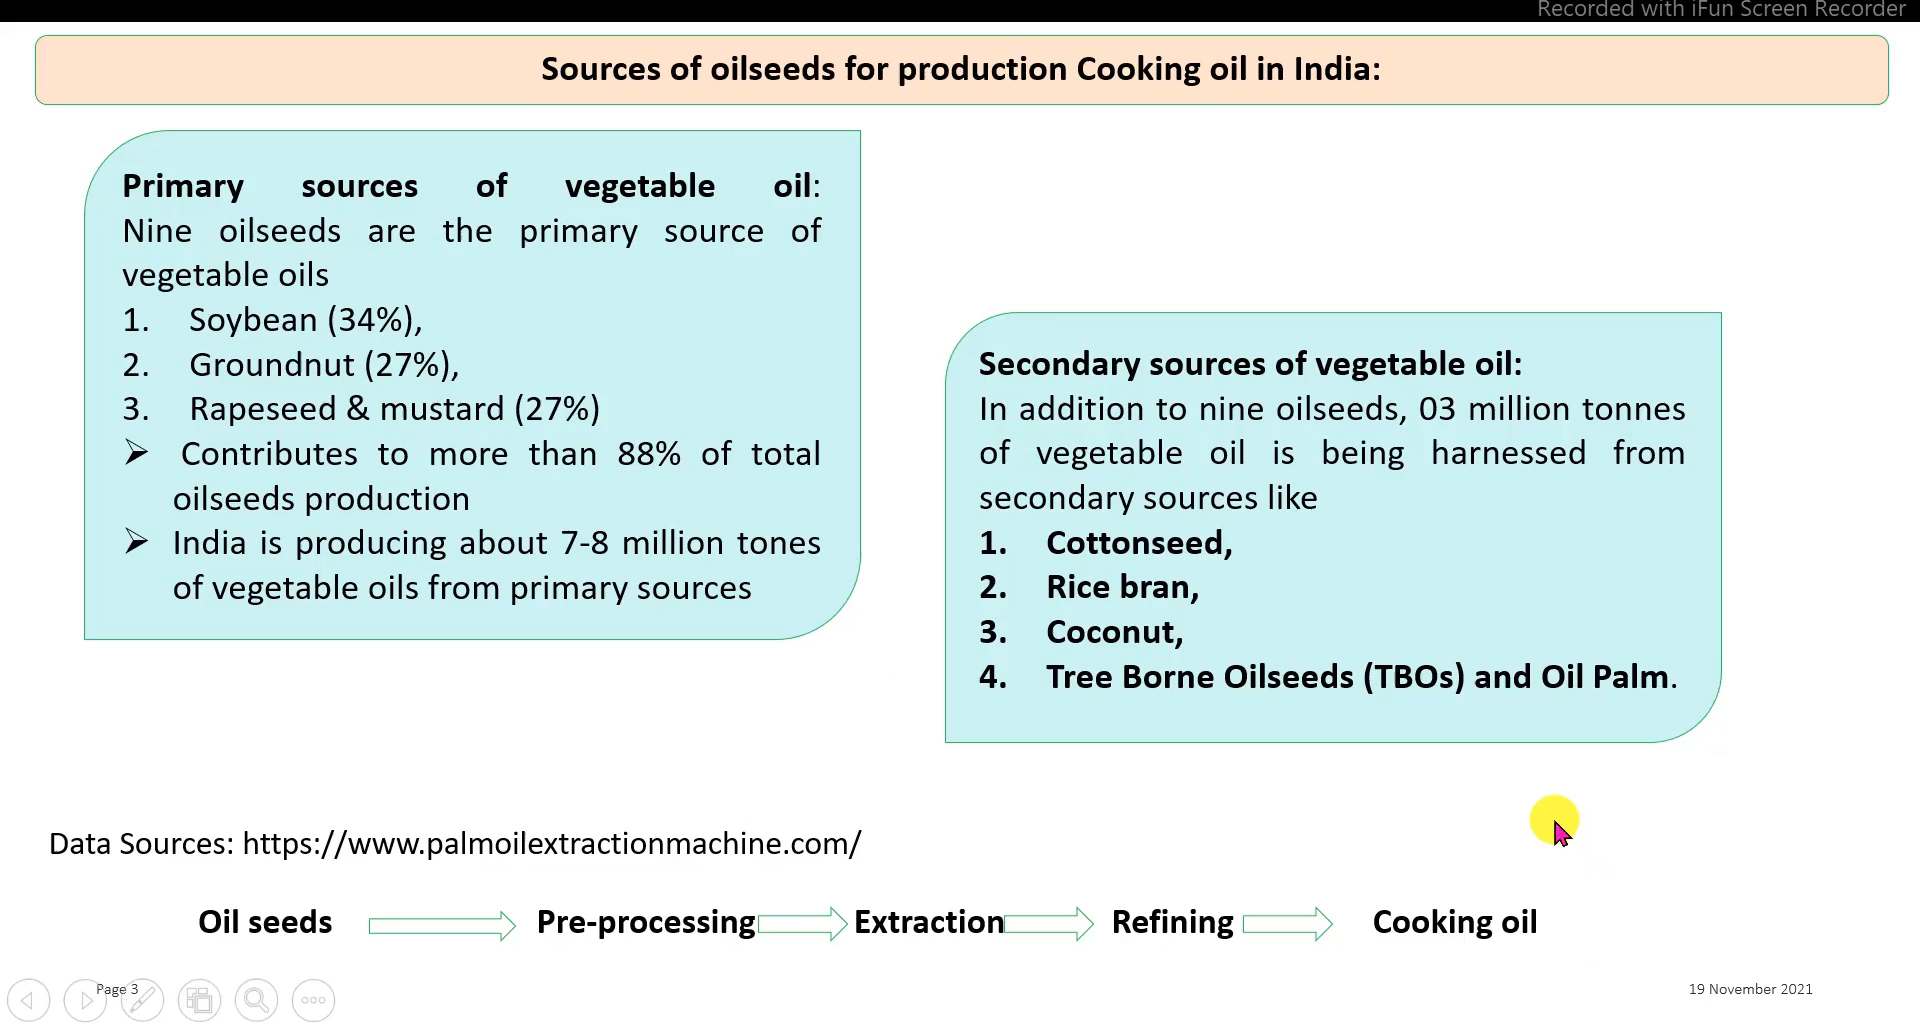 Recorded with iFun Screen Recorder
Sources of oilseeds for production Cooking oil in India:
Primary sources of vegetable oil:
Nine oilseeds are the primary source of
vegetable oils
1. Soybean (34%),
2. Groundnut (27%),
3. Rapeseed & mustard (27%)
➢ Contributes to more than 88% of total
oilseeds production
➢ India is producing about 7-8 million tones
of vegetable oils from primary sources
Secondary sources of vegetable oil:
In addition to nine oilseeds, 03 million tonnes
of vegetable oil is being harnessed from
secondary sources like
1. Cottonseed,
2. Rice bran,
3. Coconut,
4. Tree Borne Oilseeds (TBOs) and Oil Palm.
Data Sources: https://www.palmoilextractionmachine.com/
Oil seeds Pre-processing Extraction Refining Cooking oil
Page 3
19 November 2021